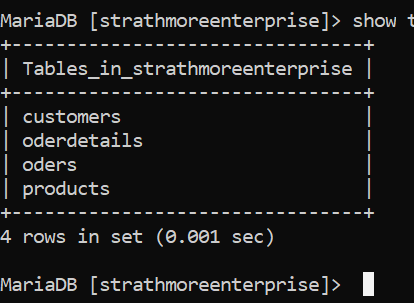 MariaDB [strathmoreenterprise]> show t
+------------------------------+
| Tables_in_strathmoreenterprise |
+------------------------------+
| customers |
| oderdetails |
| oders |
| products |
+------------------------------+
4 rows in set (0.001 sec)
MariaDB [strathmoreenterprise]>